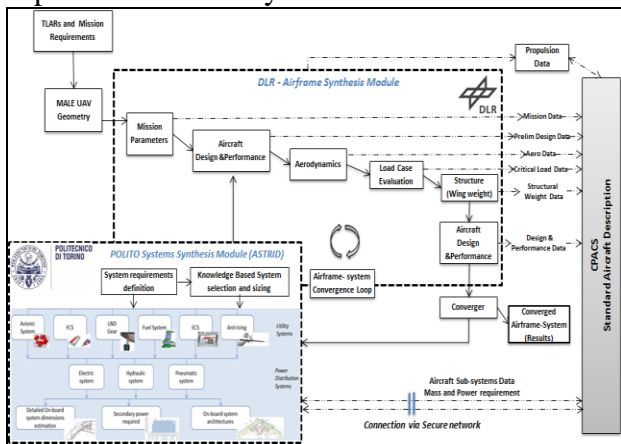 TLARs and Mission
Requirements
MALE UAV
Geometry
DLR - Airframe Synthesis Module
DLR
Propulsion
Data
Mission
Parameters
Aircraft
Design &Performance
Aerodynamics
Load Case
Evaluation
Structure
(Wing weight)
Aircraft
Design
&Performance
Mission Data
Prelim Design Data
Aero Data
Critical Load Data
Structural
Weight Data
Design &
Performance Data
CPACS
Standard Aircraft Description
POLITECNICO
DI TORINO
POLITO Systems Synthesis Module (ASTRID)
System requirements
definition
Knowledge Based System
selection and sizing
Airframe- system
Convergence Loop
Converger
Converged
Airframe-System
(Results)
Avionic
System
FCS
LND
Gear
Fuel System
ECS
Anti-Icing
Utility
Systems
Electric
system
Hydraulic
system
Pneumatic
system
Power
Distribution
Systems
Detailed On-board
system dimensions
estimation
Secondary power
required
On-board system
architectures
Aircraft Sub-systems Data
Mass and Power requirement
Connection via Secure network